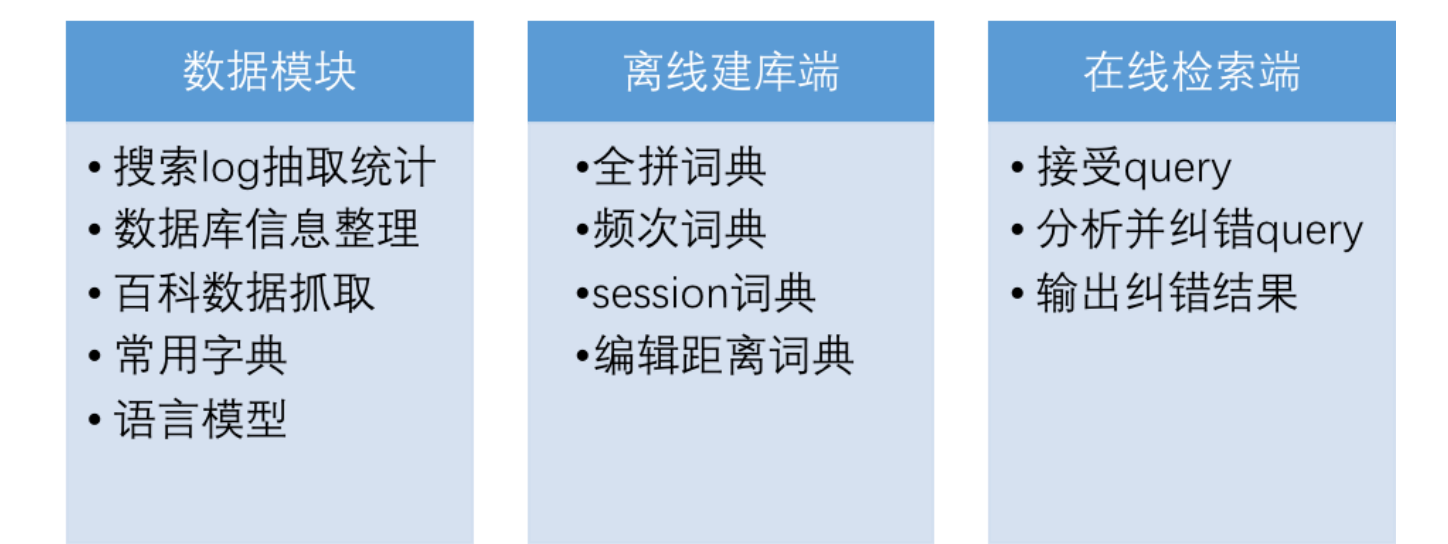 数据模块
• 搜索log抽取统计
• 数据库信息整理
• 百科数据抓取
• 常用字典
• 语言模型
离线建库端
•全拼词典
•频次词典
•session词典
•编辑距离词典
在线检索端
• 接受query
• 分析并纠错query
• 输出纠错结果